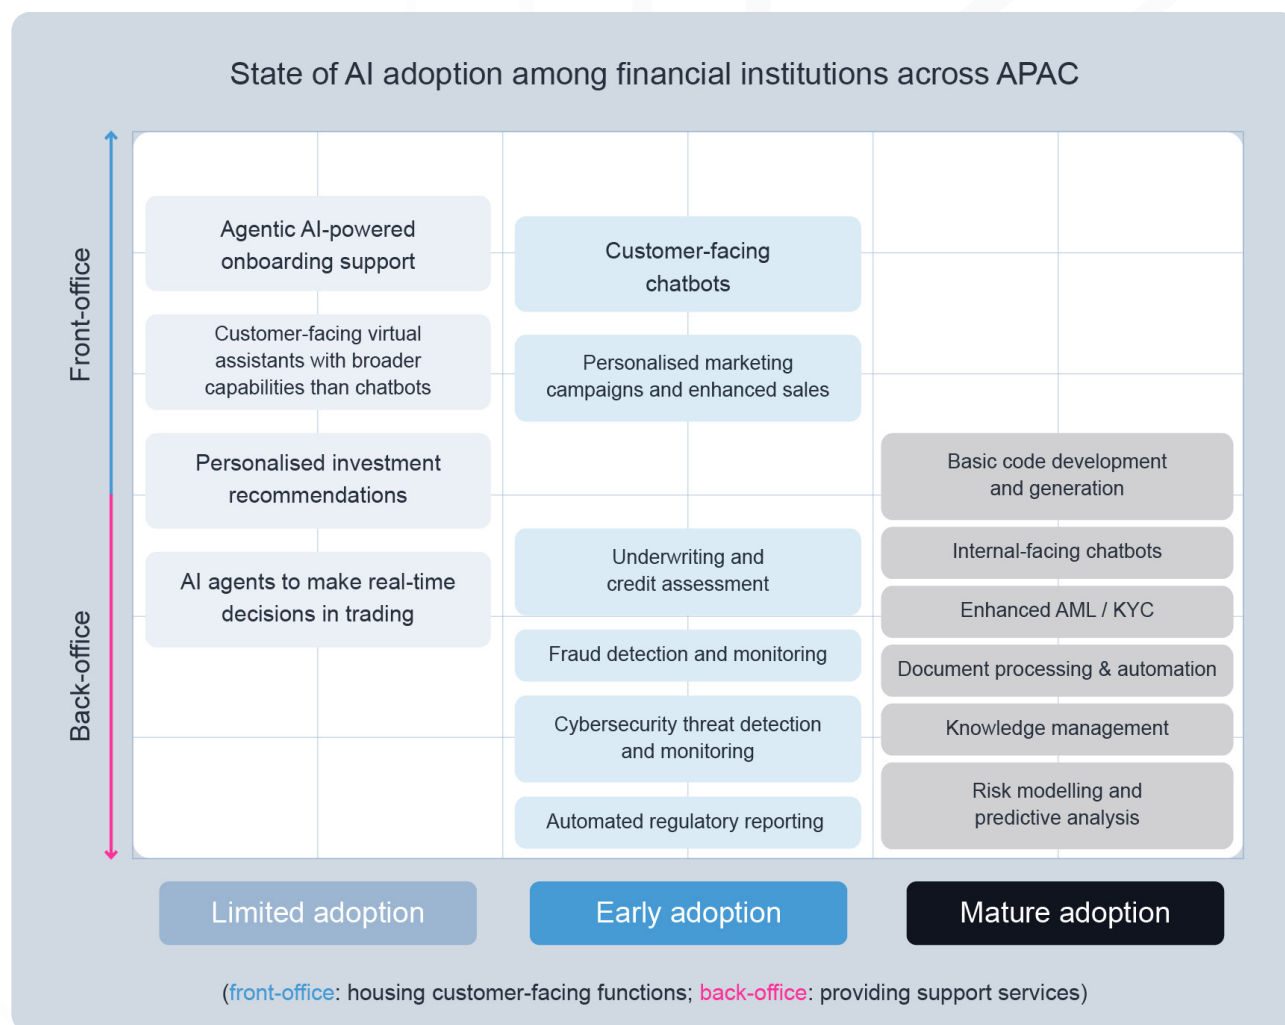 State of AI adoption among financial institutions across APAC
Front-office
Back-office
Agentic AI-powered
onboarding support
Customer-facing virtual
assistants with broader
capabilities than chatbots
Personalised investment
recommendations
AI agents to make real-time
decisions in trading
Customer-facing
chatbots
Personalised marketing
campaigns and enhanced sales
Underwriting and
credit assessment
Fraud detection and monitoring
Cybersecurity threat detection
and monitoring
Automated regulatory reporting
Basic code development
and generation
Internal-facing chatbots
Enhanced AML / KYC
Document processing & automation
Knowledge management
Risk modelling and
predictive analysis
Limited adoption
Early adoption
Mature adoption
(front-office: housing customer-facing functions; back-office: providing support services)